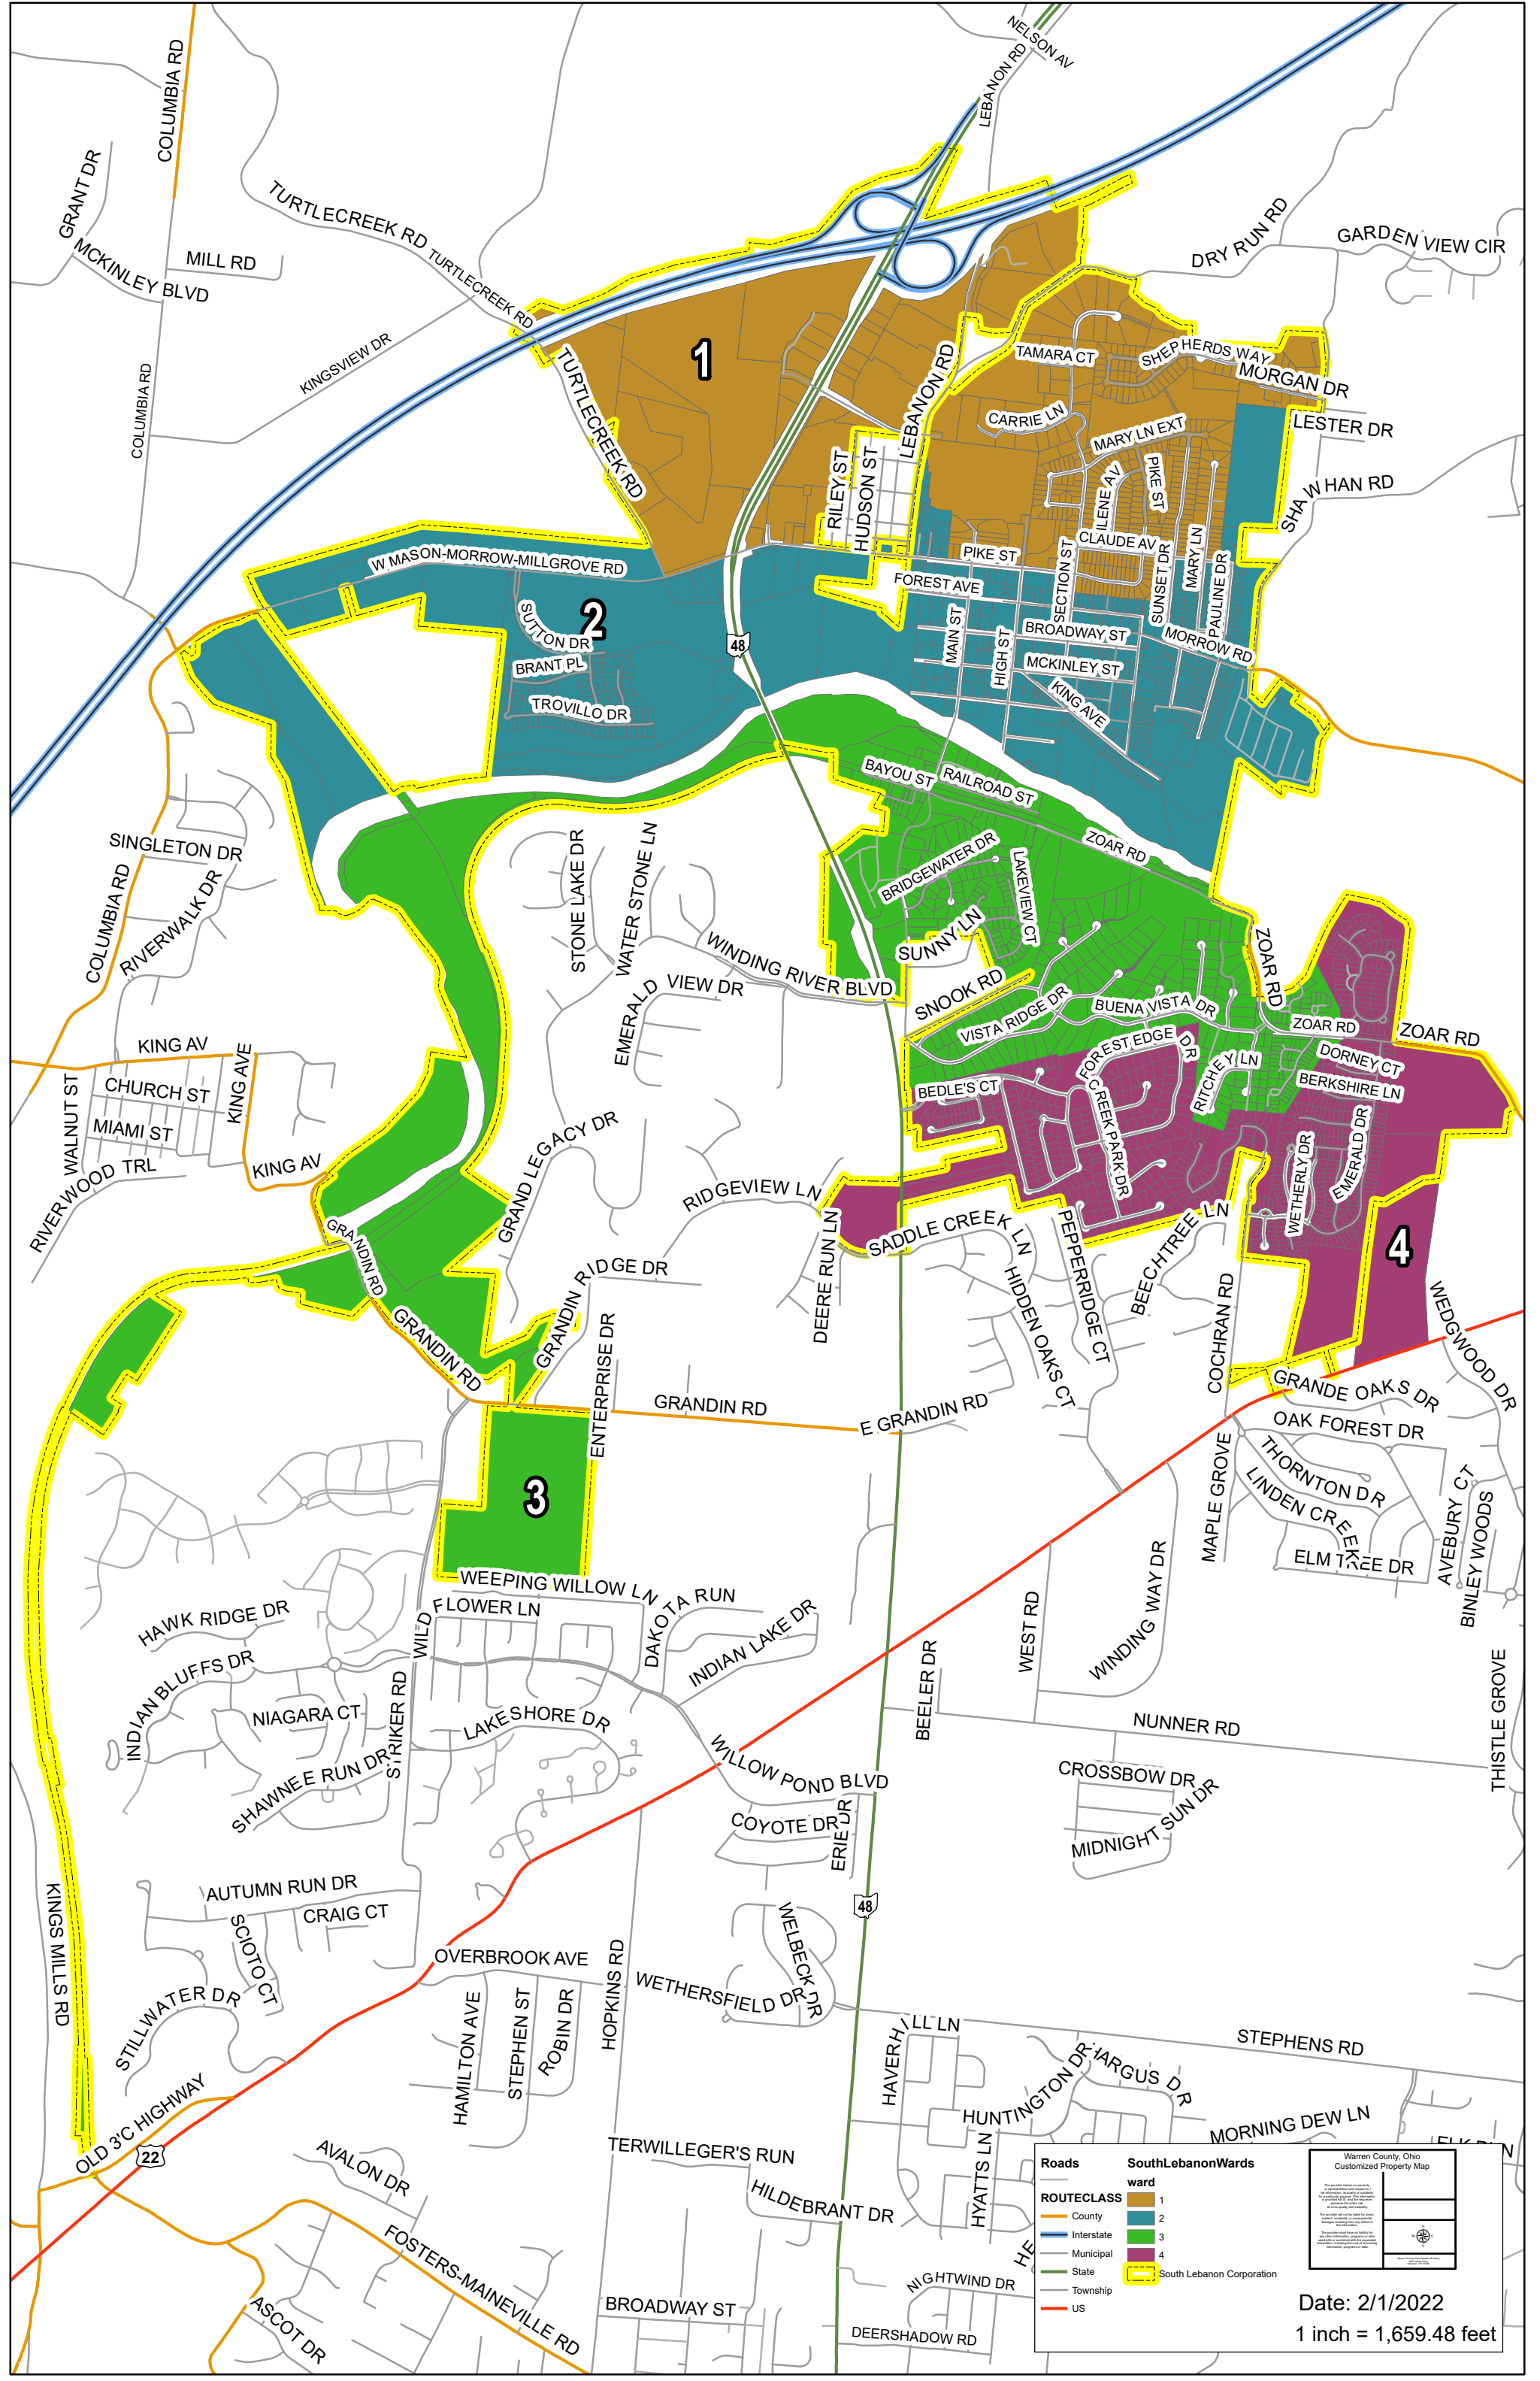 NELSON AV
LEBANON RD
COLUMBIA RD
GRANT DR
MCKINLEY BLVD
MILL RD
TURTLECREEK RD
TURTLECREEK RD
DRY RUN RD
GARDEN VIEW CIR
KINGSVIEW DR
COLUMBIA RD
1
TURTLECREEK RD
LEBANON RD
TAMARA CT
SHEPHERDS WAY
MORGAN DR
LESTER DR
CARRIE LN
MARY LN EXT
RILEY ST
HUDSON ST
ILENE AV
PIKE ST
SHAWHAN RD
W MASON-MORROW-MILLGROVE RD
PIKE ST
CLAUDE AV
MARY LN
SUNSET DR
PAULINE DR
SECTION ST
FOREST AVE
2
SUTTON DR
BRANT PL
TROVILLO DR
48
MAIN ST
HIGH ST
BROADWAY ST
MORROW RD
MCKINLEY ST
KING AVE
BAYOU ST
RAILROAD ST
ZOAR RD
SINGLETON DR
COLUMBIA RD
RIVERWALK DR
STONE LAKE DR
WATER STONE LN
BRIDGEWATER DR
LAKEVIEW CT
SUNNY LN
WINDING RIVER BLVD
EMERALD VIEW DR
SNOOK RD
ZOAR RD
VISTA RIDGE DR
BUENA VISTA DR
ZOAR RD
ZOAR RD
DORNEY CT
BERKSHIRE LN
FOREST EDGE DR
RITCHEY LN
BEDLE'S CT
CREEK PARK DR
KING AV
KING AVE
CHURCH ST
MIAMI ST
WALNUT ST
RIVERWOOD TRL
KING AV
GRAND LEGACY DR
RIDGEVIEW LN
DEERE RUN LN
SADDLE CREEK LN
WETHERLY DR
EMERALD DR
4
GRANDIN RD
GRANDIN RIDGE DR
GRANDIN RD
ENTERPRISE DR
GRANDIN RD
E GRANDIN RD
HIDDEN OAKS CT
PEPPERRIDGE CT
BEECHTREE LN
COCHRAN RD
WEDGWOOD DR
GRANDE OAKS DR
OAK FOREST DR
THORNTON DR
LINDEN CREEK
ELM TREE DR
AVEBURY CT
BINLEY WOODS
MAPLE GROVE
3
WEEPING WILLOW LN
WILD FLOWER LN
DAKOTA RUN
INDIAN LAKE DR
HAWK RIDGE DR
INDIAN BLUFFS DR
NIAGARA CT
SHAWNEE RUN DR
STRIKER RD
LAKESHORE DR
WILLOW POND BLVD
COYOTE DR
ERIE DR
BEELER DR
WEST RD
WINDING WAY DR
NUNNER RD
CROSSBOW DR
MIDNIGHT SUN DR
THISTLE GROVE
48
KINGS MILLS RD
AUTUMN RUN DR
CRAIG CT
SCIOTO CT
STILLWATER DR
OVERBROOK AVE
HAMILTON AVE
STEPHEN ST
ROBIN DR
HOPKINS RD
WELBECK DR
WETHERSFIELD DR
HAVERHILL LN
STEPHENS RD
HUNTINGTON DR
HARGUS DR
MORNING DEW LN
OLD 3'C HIGHWAY
22
AVALON DR
TERWILLEGER'S RUN
HILDEBRANT DR
HYATTS LN
FOSTERS-MAINEVILLE RD
ASCOT DR
BROADWAY ST
NIGHTWIND DR
DEERSHADOW RD
Roads
ROUTECLASS
County
Interstate
Municipal
State
Township
US
SouthLebanonWards
ward
1
2
3
4
South Lebanon Corporation
Warren County, Ohio
Customized Property Map
Date: 2/1/2022
1 inch = 1,659.48 feet